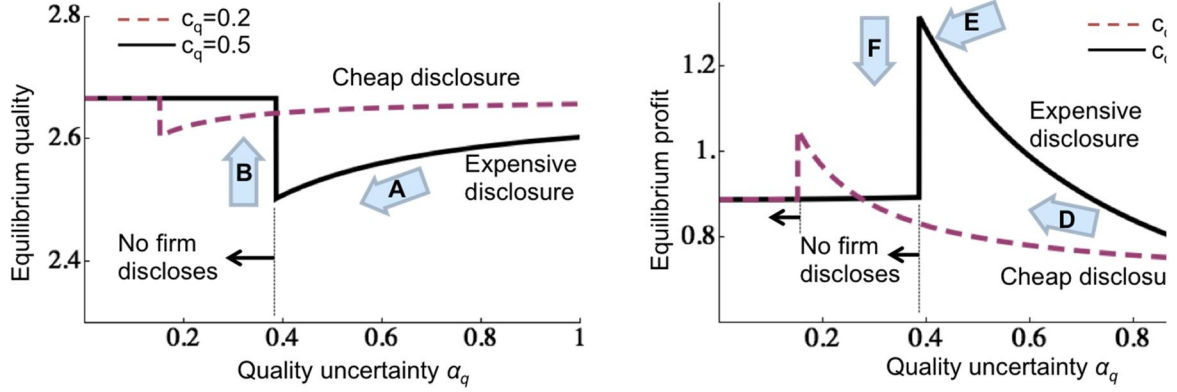 2.8
c_q=0.2
c_q=0.5
Cheap disclosure
2.6
Equilibrium quality
B
A
Expensive
disclosure
No firm
discloses
2.4
0.2
0.4
0.6
0.8
1
Quality uncertainty α_q
E
F
1.2
Expensive
disclosure
Equilibrium profit
1.
D
No firm
discloses
0.8
Cheap disclosu
0.2
0.4
0.6
0.8
Quality uncertainty α_q